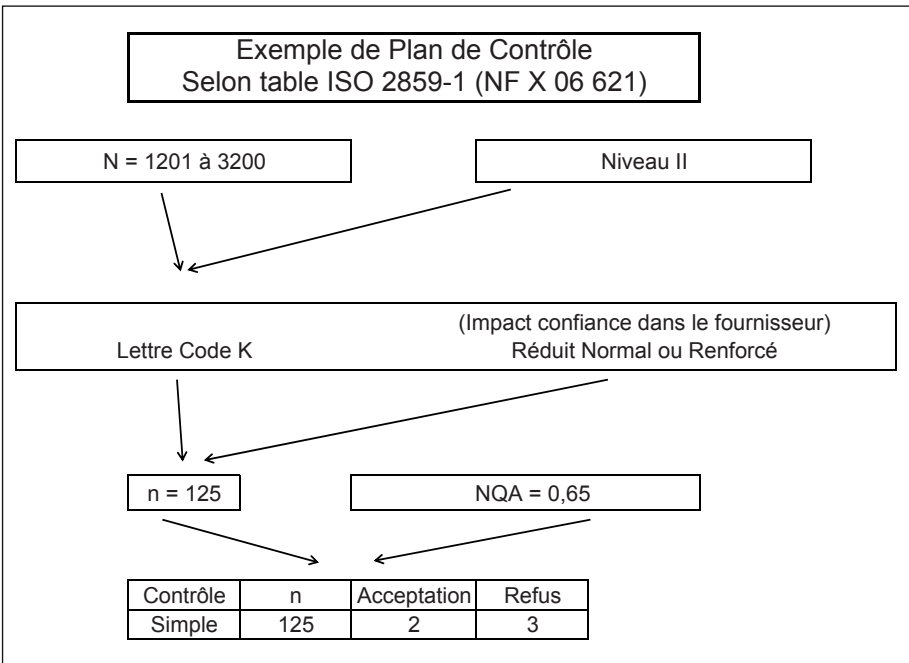 Exemple de Plan de Contrôle
Selon table ISO 2859-1 (NF X 06 621)
N = 1201 à 3200
Niveau II
(Impact confiance dans le fournisseur)
Lettre Code K
Réduit Normal ou Renforcé
n = 125
NQA = 0,65
Contrôle n Acceptation Refus
Simple 125 2 3